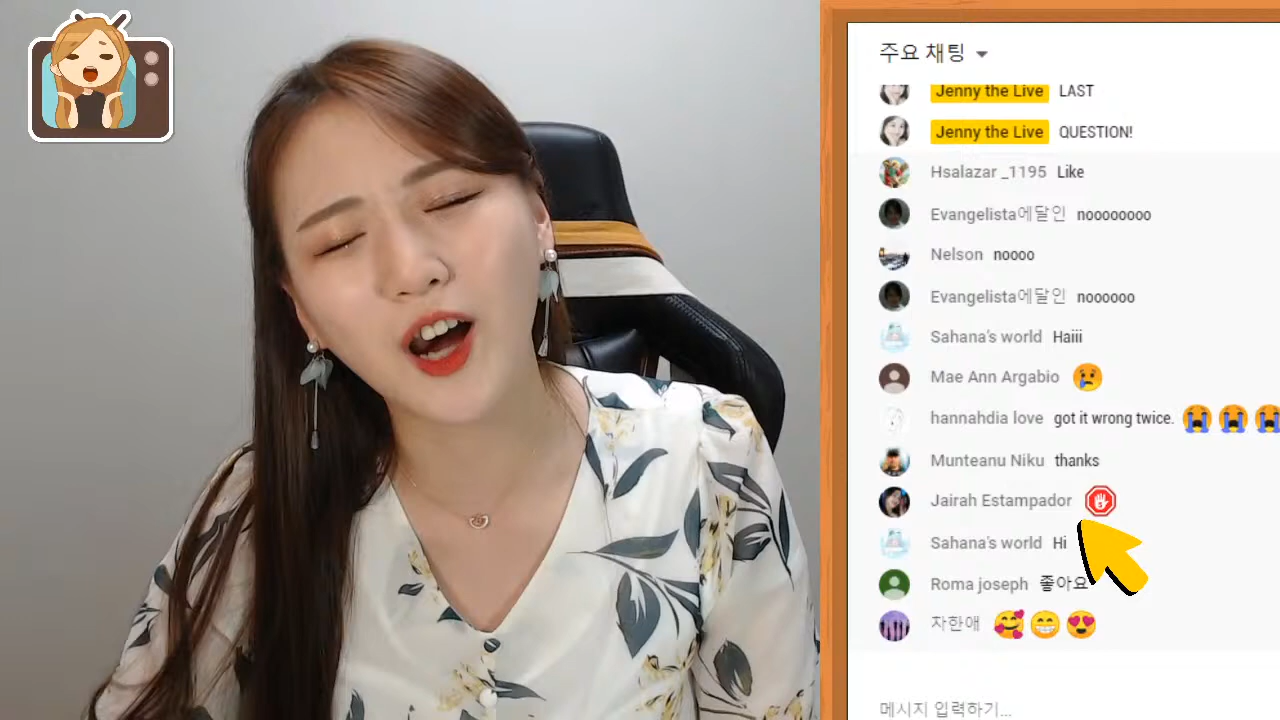 주요 채팅
Jenny the Live LAST
Jenny the Live QUESTION!
Hsalazar _1195 Like
Evangelista에달인 nooooooooo
Nelson noooo
Evangelista에달인 noooooo
Sahana's world Haiii
Mae Ann Argabio 😢
hannahdia love got it wrong twice. 😭😭😭
Munteanu Niku thanks
Jairah Estampador
Sahana's world Hi
Roma joseph 좋아요
자한애 🥰😁😍
메시지 입력하기...